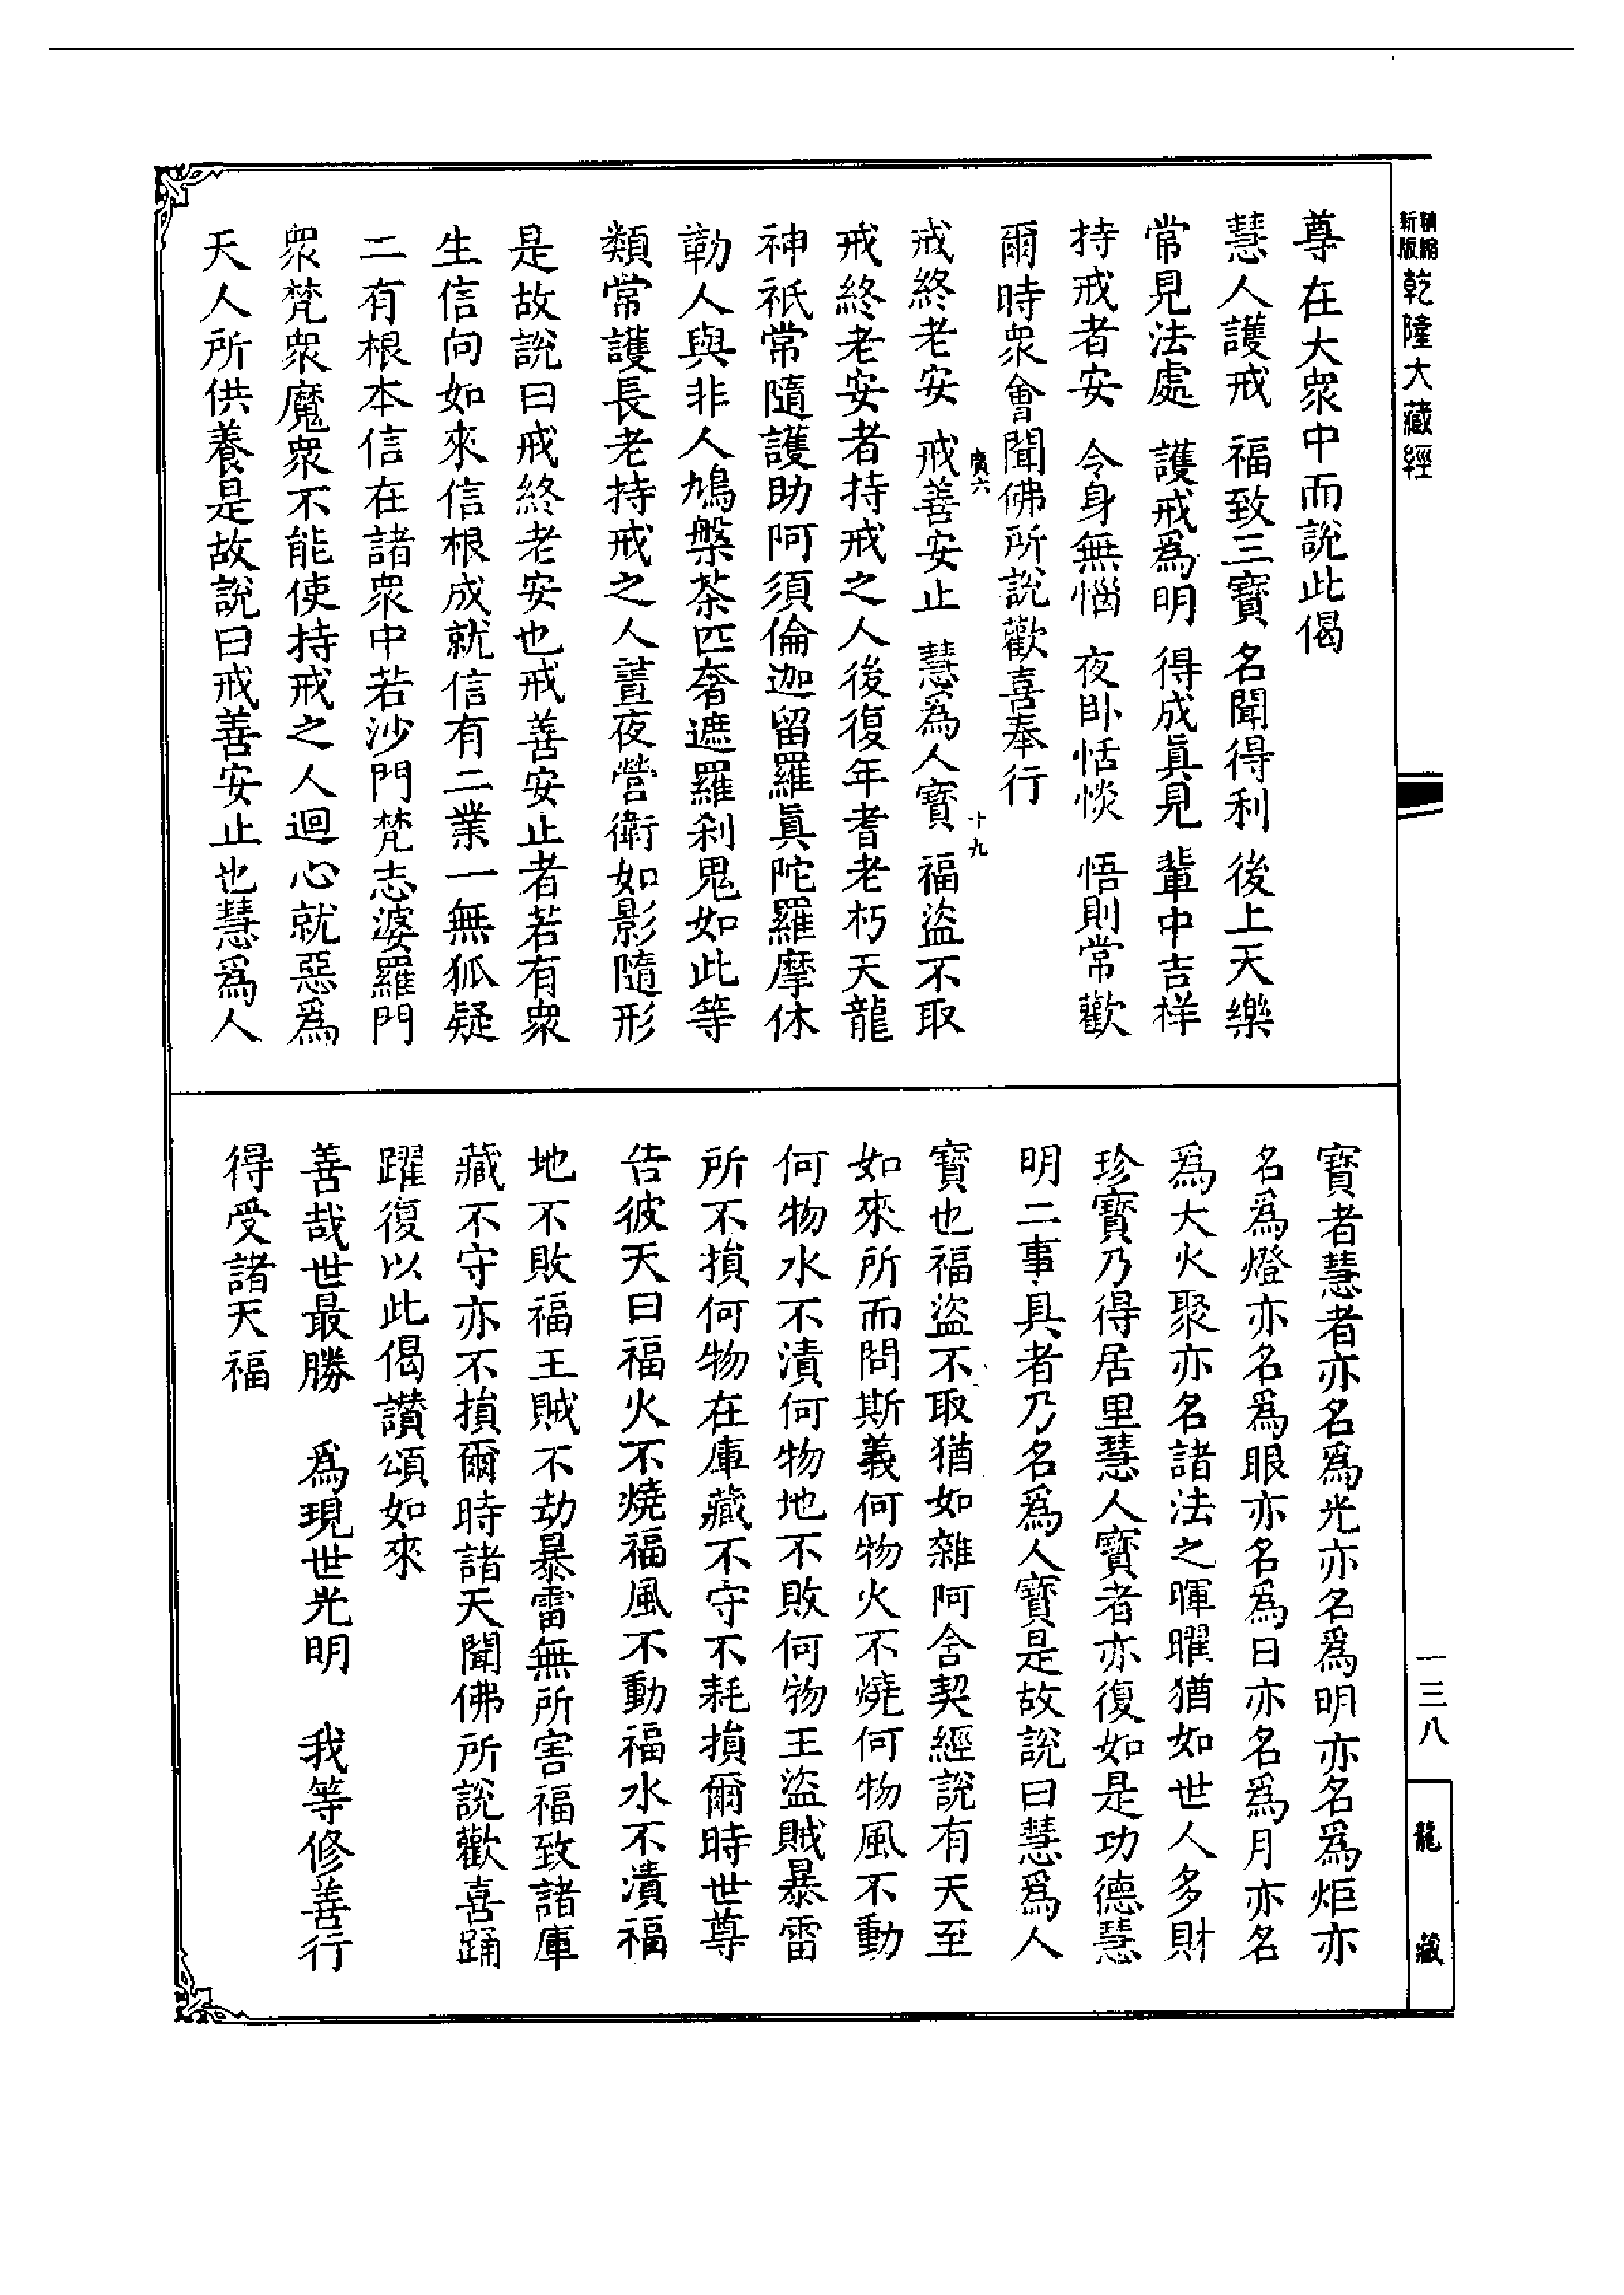 精縮新版乾隆大藏經
尊在大衆中而說此偈
慧人護戒　福致三寶　名聞得利　後上天樂
常見法處　護戒爲明　得成眞見　輩中吉祥
持戒者安　令身無惱　夜臥恬惔　悟則常歡
爾時衆會聞佛所說歡喜奉行
戒終老安　戒善安止　慧爲人寶　福盜不取
廣六　十九
戒終老安者持戒之人後復年耆老朽天龍
神祇常隨護助阿須倫迦留羅眞陀羅摩休
勒人與非人鳩槃茶匹奢遮羅剎鬼如此等
類常護長老持戒之人晝夜營衛如影隨形
是故說曰戒終老安也戒善安止者若有衆
生信向如來信根成就信有二業一無狐疑
二有根本信在諸衆中若沙門梵志婆羅門
衆梵衆魔衆不能使持戒之人迴心就惡爲
天人所供養是故說曰戒善安止也慧爲人
寶者慧者亦名爲光亦名爲明亦名爲炬亦
名爲燈亦名爲眼亦名爲日亦名爲月亦名
爲大火聚亦名諸法之暉曜猶如世人多財
珍寶乃得居里慧人寶者亦復如是功德慧
明二事具者乃名爲人寶是故說曰慧爲人
寶也福盜不取猶如雜阿含契經說有天至
如來所而問斯義何物火不燒何物風不動
何物水不漬何物地不敗何物王盜賊暴雷
所不損何物在庫藏不守不耗損爾時世尊
告彼天曰福火不燒福風不動福水不漬福
地不敗福王賊不劫暴雷無所害福致諸庫
藏不守亦不損爾時諸天聞佛所說歡喜踊
躍復以此偈讚頌如來
善哉世最勝　爲現世光明　我等修善行
得受諸天福
一三八
龍藏